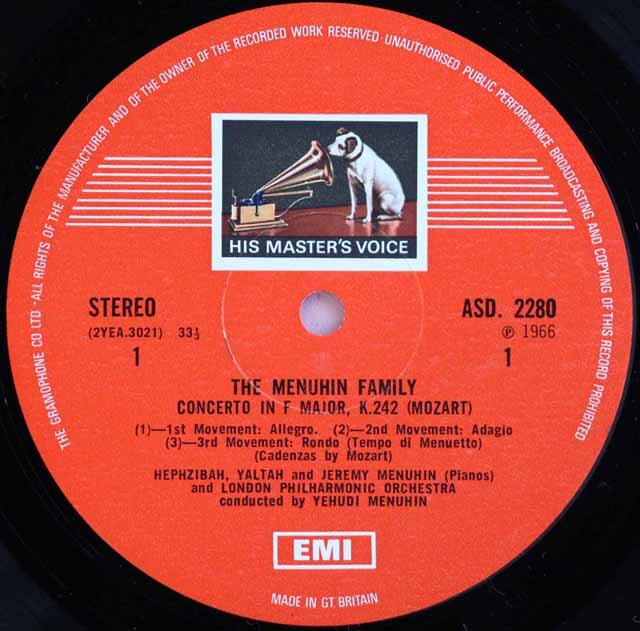 THE GRAMOPHONE CO LTD · ALL RIGHTS OF THE MANUFACTURER AND OF THE OWNER OF THE RECORDED WORK RESERVED · UNAUTHORISED PUBLIC PERFORMANCE BROADCASTING AND COPYING OF THIS RECORD PROHIBITED
HIS MASTER'S VOICE
STEREO
(2YEA.3021) 33⅓
1
ASD. 2280
℗ 1966
1
THE MENUHIN FAMILY
CONCERTO IN F MAJOR, K.242 (MOZART)
(1)—1st Movement: Allegro. (2)—2nd Movement: Adagio
(3)—3rd Movement: Rondo (Tempo di Menuetto)
(Cadenzas by Mozart)
HEPHZIBAH, YALTAH and JEREMY MENUHIN (Pianos)
and LONDON PHILHARMONIC ORCHESTRA
conducted by YEHUDI MENUHIN
EMI
MADE IN GT. BRITAIN